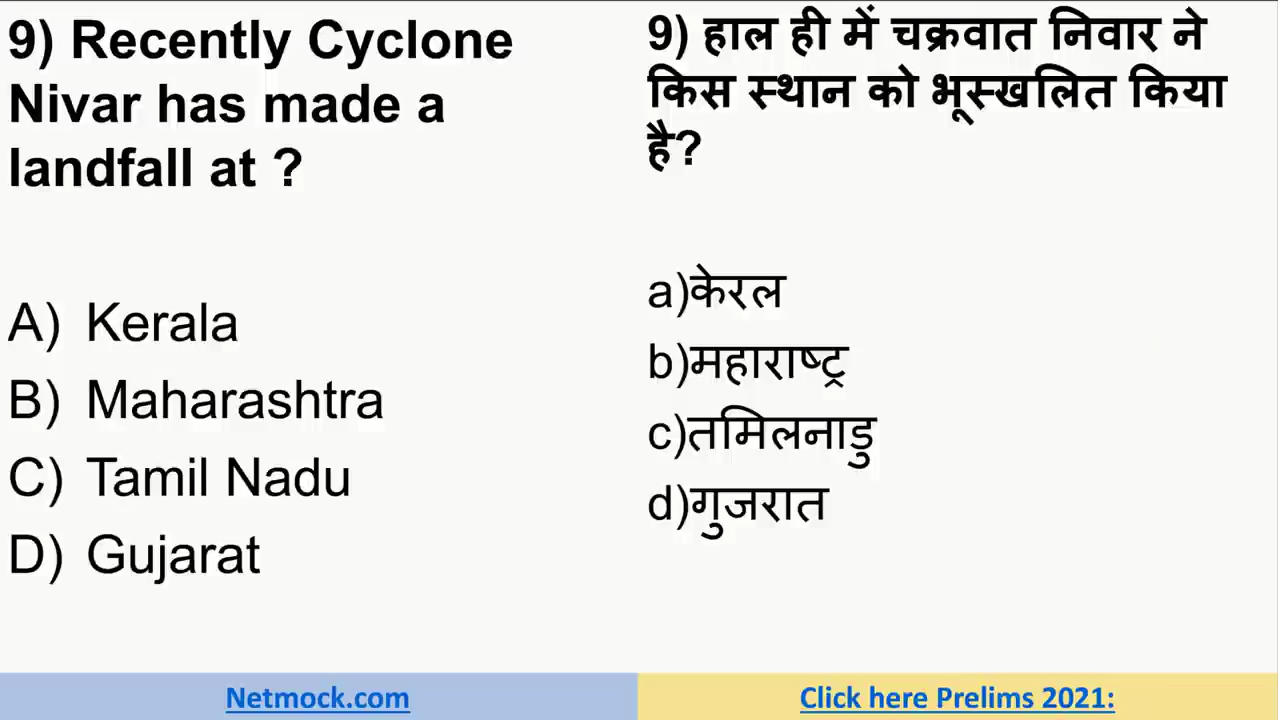 9) Recently Cyclone
Nivar has made a
landfall at ?
A) Kerala
B) Maharashtra
C) Tamil Nadu
D) Gujarat
9) हाल ही में चक्रवात निवार ने
किस स्थान को भूस्खलित किया
है?
a)केरल
b)महाराष्ट्र
c)तमिलनाडु
d)गुजरात
Netmock.com
Click here Prelims 2021: